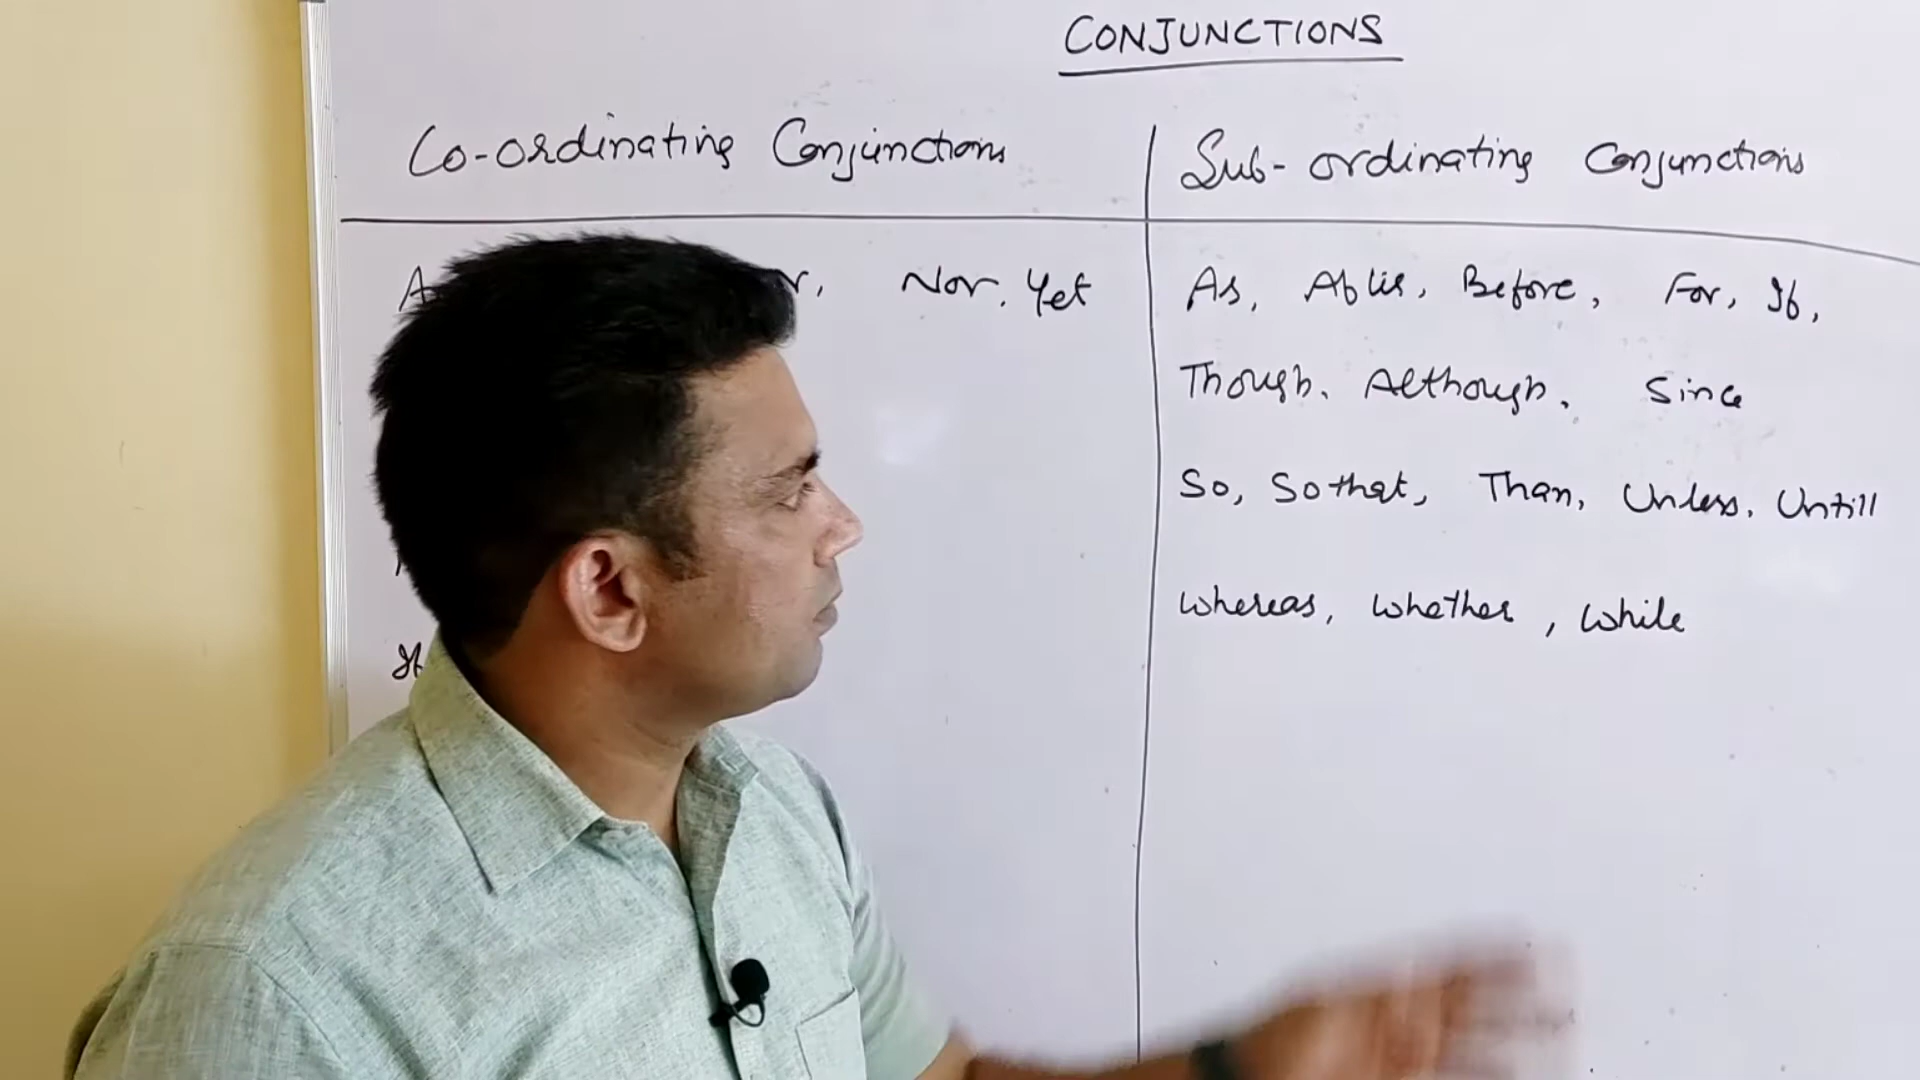 CONJUNCTIONS
Co-ordinating Conjunctions
Nor, Yet
Sub-ordinating Conjunctions
As, After, Before, For, If,
Though, Although, Since
So, So that, Than, Unless, Untill
Whereas, Whether, While